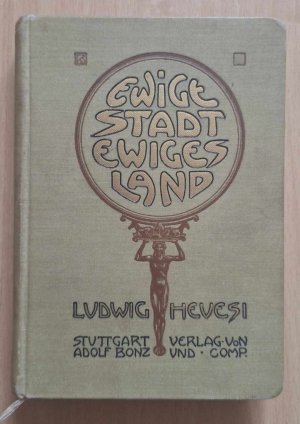 EWIGE
STADT
EWIGES
LAND
LUDWIG HEVESI
STUTTGART VERLAG·VON
ADOLF BONZ UND·COMP.